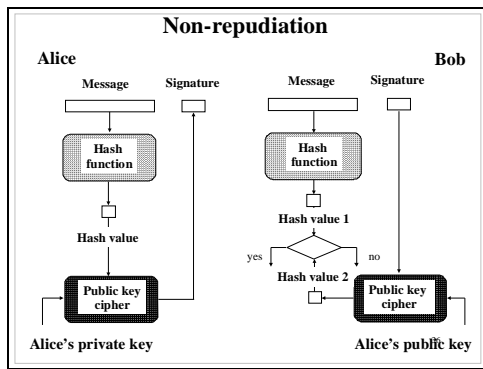 Non-repudiation
Alice
Bob
Message
Signature
Hash
function
Hash value
Public key
cipher
Alice's private key
Message
Signature
Hash
function
Hash value 1
yes
no
Hash value 2
Public key
cipher
Alice's public key